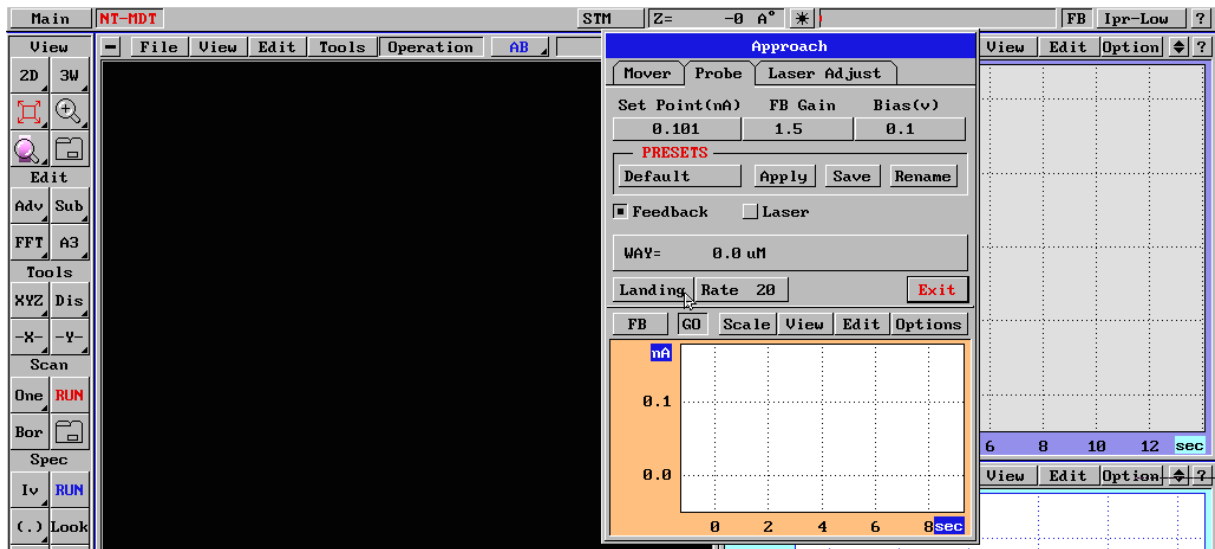 Main NT-MDT STM Z= -0 A° FB Ipr-Low ?
View - File View Edit Tools Operation AB Approach View Edit Option ?
2D 3W
Mover Probe Laser Adjust
Set Point(nA) FB Gain Bias(v)
0.101 1.5 0.1
PRESETS
Default Apply Save Rename
Edit
Adv Sub
Feedback Laser
FFT A3
WAY= 0.0 uM
Tools
XYZ Dis
Landing Rate 20 Exit
-X- -Y-
FB GO Scale View Edit Options
nA
Scan
One RUN
0.1
Bor
6 8 10 12 sec
Spec
0.0
View Edit Option ?
Iv RUN
(.) Look
0 2 4 6 8 sec